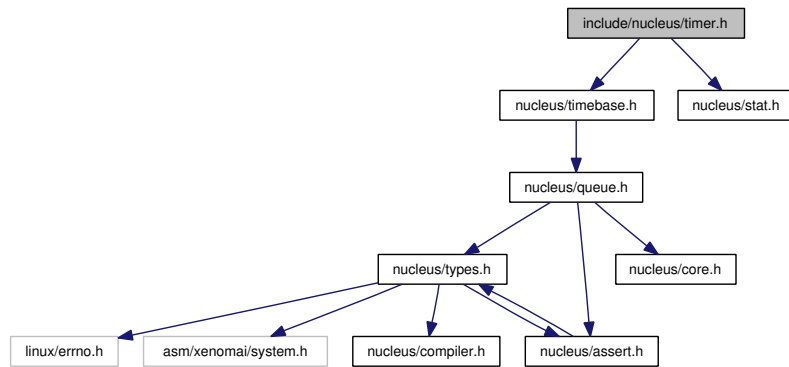 include/nucleus/timer.h
nucleus/timebase.h
nucleus/stat.h
nucleus/queue.h
nucleus/types.h
nucleus/core.h
linux/errno.h
asm/xenomai/system.h
nucleus/compiler.h
nucleus/assert.h